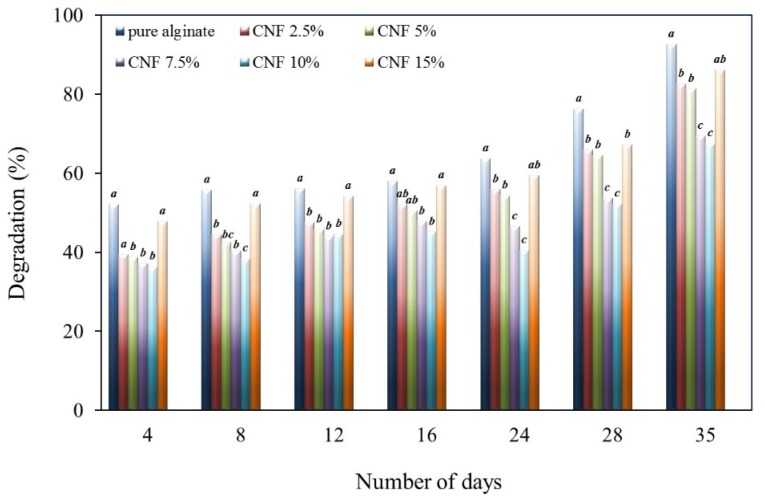 100
pure alginate CNF 2.5% CNF 5%
CNF 7.5% CNF 10% CNF 15%
80
60
40
20
0
Degradation (%)
a a b b b a
a b bc b c a
a b b b b a
a ab ab b b a
a b b c c ab
a b b c c b
a b b c c ab
4 8 12 16 24 28 35
Number of days